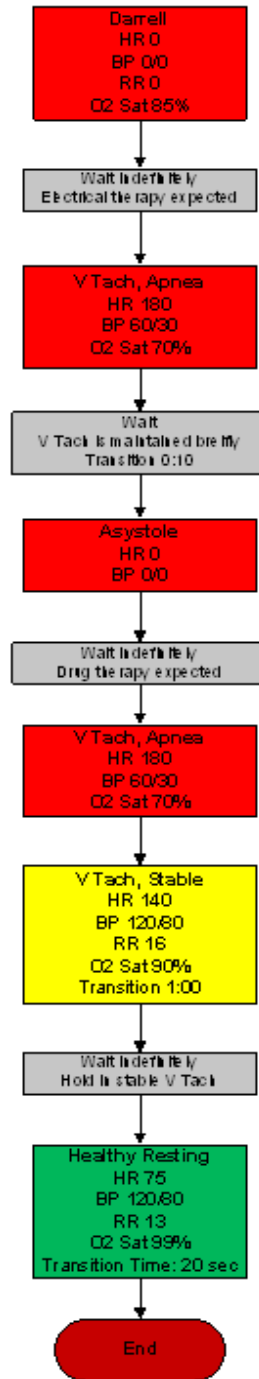 Darrell
HR 0
BP 0/0
RR 0
O2 Sat 85%
Wait Indefinitely
Electrical therapy expected
V Tach, Apnea
HR 180
BP 60/30
O2 Sat 70%
Wait
V Tach is maintained breifly
Transition 0:10
Asystole
HR 0
BP 0/0
Wait Indefinitely
Drug therapy expected
V Tach, Apnea
HR 180
BP 60/30
O2 Sat 70%
V Tach, Stable
HR 140
BP 120/80
RR 16
O2 Sat 90%
Transition 1:00
Wait Indefinitely
Hold in stable V Tach
Healthy Resting
HR 75
BP 120/80
RR 13
O2 Sat 99%
Transition Time: 20 sec
End